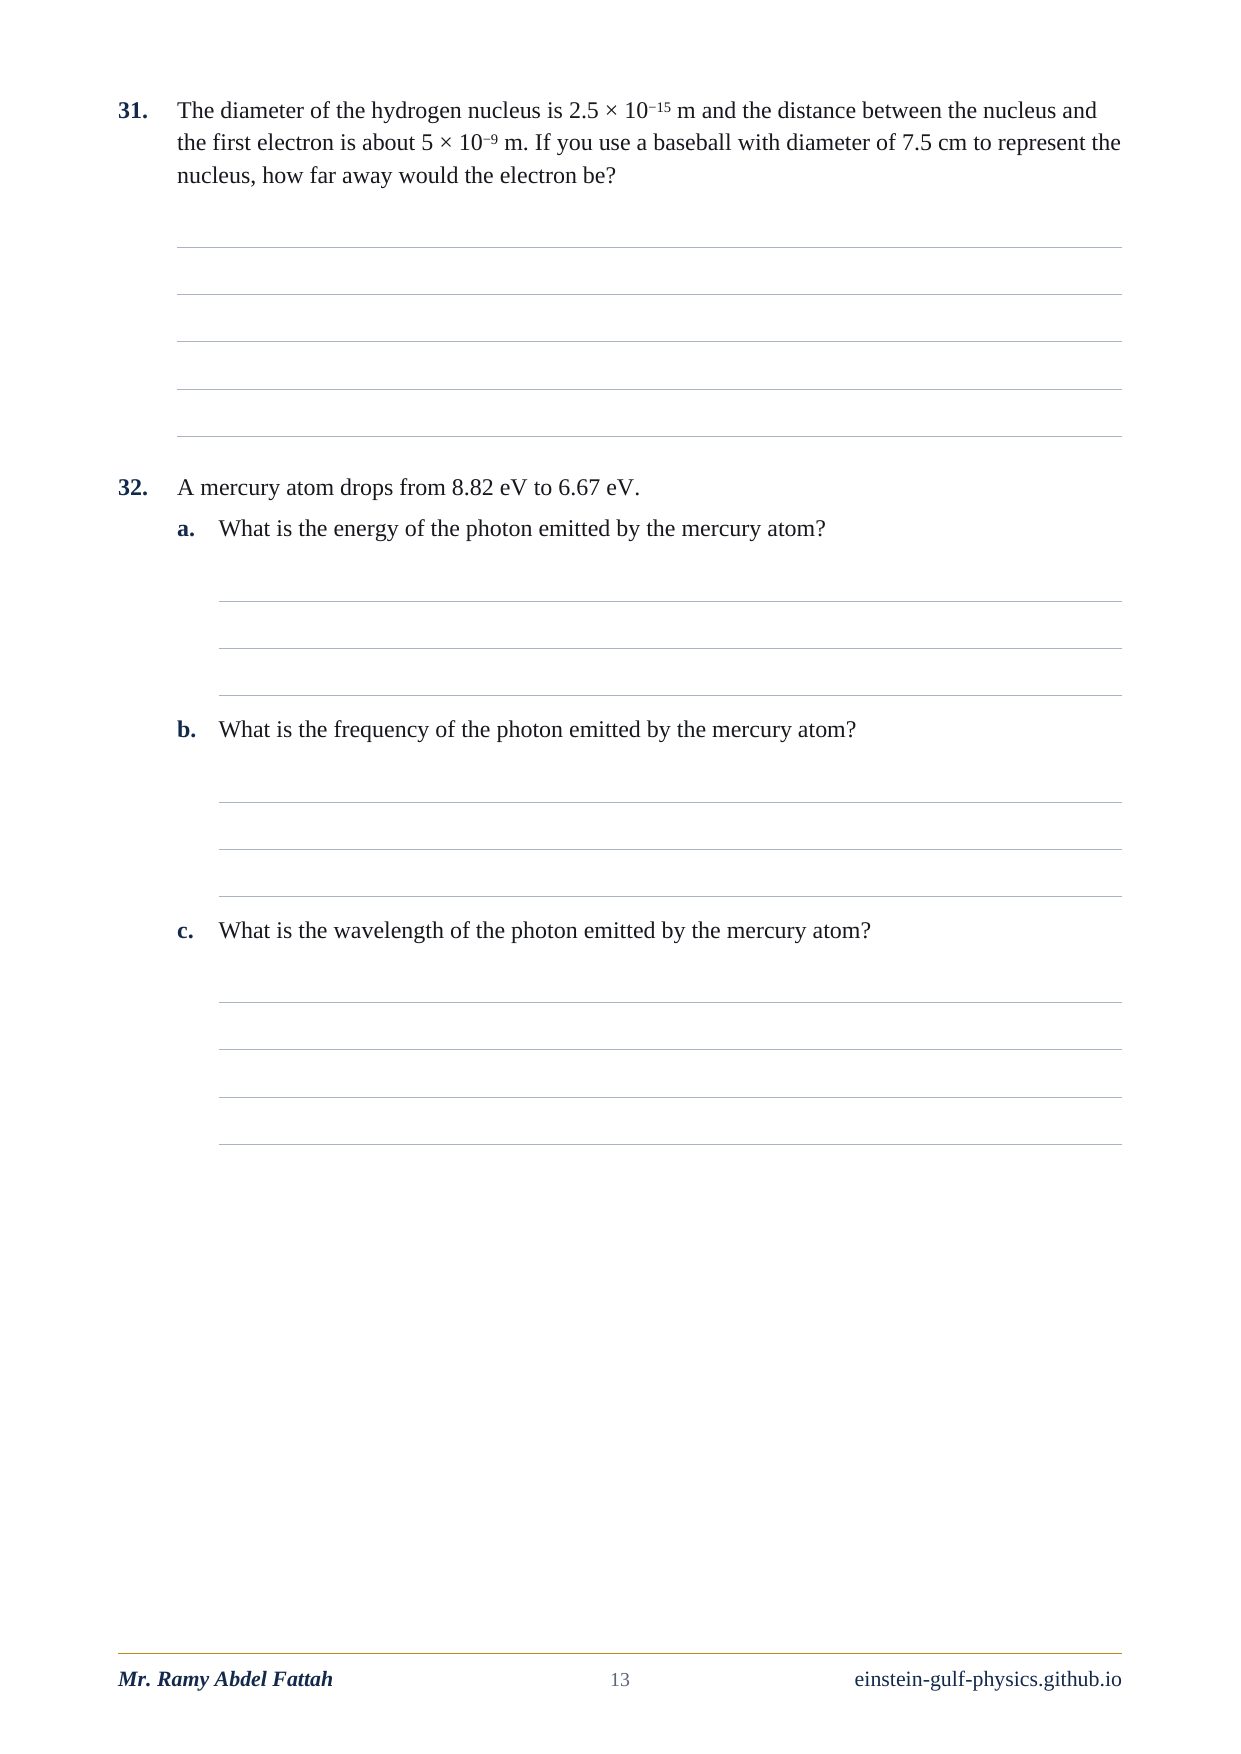 31. The diameter of the hydrogen nucleus is 2.5 × 10⁻¹⁵ m and the distance between the nucleus and
the first electron is about 5 × 10⁻⁹ m. If you use a baseball with diameter of 7.5 cm to represent the
nucleus, how far away would the electron be?
32. A mercury atom drops from 8.82 eV to 6.67 eV.
a. What is the energy of the photon emitted by the mercury atom?
b. What is the frequency of the photon emitted by the mercury atom?
c. What is the wavelength of the photon emitted by the mercury atom?
Mr. Ramy Abdel Fattah 13 einstein-gulf-physics.github.io